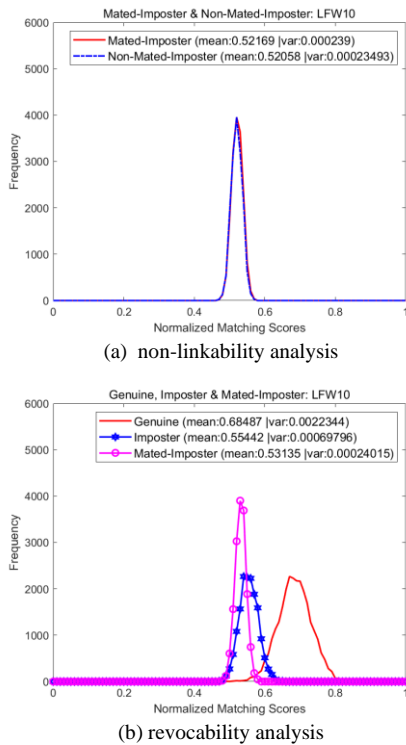 Mated-Imposter & Non-Mated-Imposter: LFW10
6000
Mated-Imposter (mean:0.52169 |var:0.000239)
Non-Mated-Imposter (mean:0.52058 |var:0.00023493)
5000
4000
Frequency
3000
2000
1000
0
0 0.2 0.4 0.6 0.8 1
Normalized Matching Scores
(a) non-linkability analysis
Genuine, Imposter & Mated-Imposter: LFW10
6000
Genuine (mean:0.68487 |var:0.0022344)
Imposter (mean:0.55442 |var:0.00069796)
Mated-Imposter (mean:0.53135 |var:0.00024015)
5000
4000
Frequency
3000
2000
1000
0
0 0.2 0.4 0.6 0.8 1
Normalized Matching Scores
(b) revocability analysis